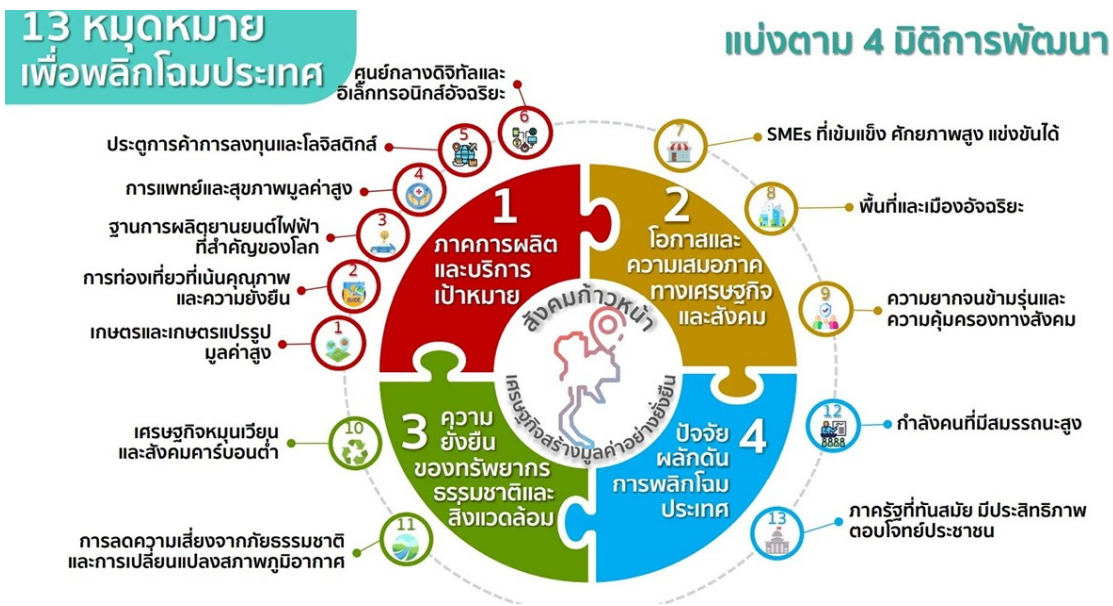 13 หมุดหมาย
เพื่อพลิกโฉมประเทศ
แบ่งตาม 4 มิติการพัฒนา
6
ศูนย์กลางดิจิทัลและ
อิเล็กทรอนิกส์อัจฉริยะ
5
ประตูการค้าการลงทุนและโลจิสติกส์
4
การแพทย์และสุขภาพมูลค่าสูง
3
ฐานการผลิตยานยนต์ไฟฟ้า
ที่สำคัญของโลก
2
GUIDE
การท่องเที่ยวที่เน้นคุณภาพ
และความยั่งยืน
1
เกษตรและเกษตรแปรรูป
มูลค่าสูง
1
ภาคการผลิต
และบริการ
เป้าหมาย
2
โอกาสและ
ความเสมอภาค
ทางเศรษฐกิจ
และสังคม
7
SMEs ที่เข้มแข็ง ศักยภาพสูง แข่งขันได้
8
พื้นที่และเมืองอัจฉริยะ
9
ความยากจนข้ามรุ่นและ
ความคุ้มครองทางสังคม
สังคมก้าวหน้า
เศรษฐกิจสร้างมูลค่าอย่างยั่งยืน
3
ความ
ยั่งยืน
ของทรัพยากร
ธรรมชาติและ
สิ่งแวดล้อม
10
เศรษฐกิจหมุนเวียน
และสังคมคาร์บอนต่ำ
11
การลดความเสี่ยงจากภัยธรรมชาติ
และการเปลี่ยนแปลงสภาพภูมิอากาศ
4
ปัจจัย
ผลักดัน
การพลิกโฉม
ประเทศ
12
กำลังคนที่มีสมรรถนะสูง
13
ภาครัฐที่ทันสมัย มีประสิทธิภาพ
ตอบโจทย์ประชาชน